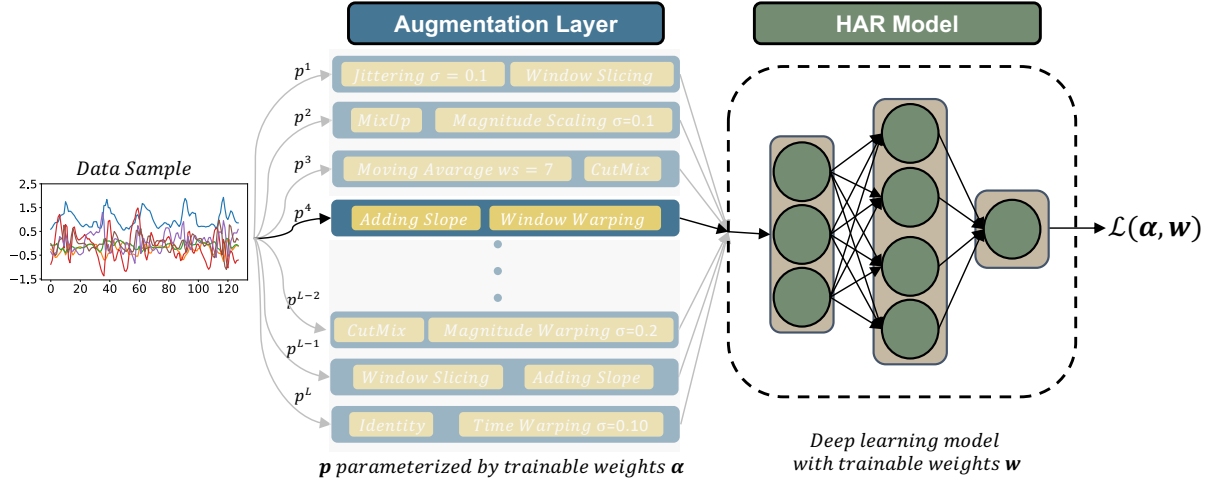 Augmentation Layer
HAR Model
p¹ Jittering σ = 0.1 Window Slicing
p² MixUp Magnitude Scaling σ=0.1
p³ Moving Avarage ws = 7 CutMix
Data Sample
2.5
1.5
0.5
−0.5
−1.5
0 20 40 60 80 100 120
p⁴ Adding Slope Window Warping
ℒ(α, w)
p^{L−2} CutMix Magnitude Warping σ=0.2
p^{L−1} Window Slicing Adding Slope
p^L Identity Time Warping σ=0.10
p parameterized by trainable weights α
Deep learning model
with trainable weights w